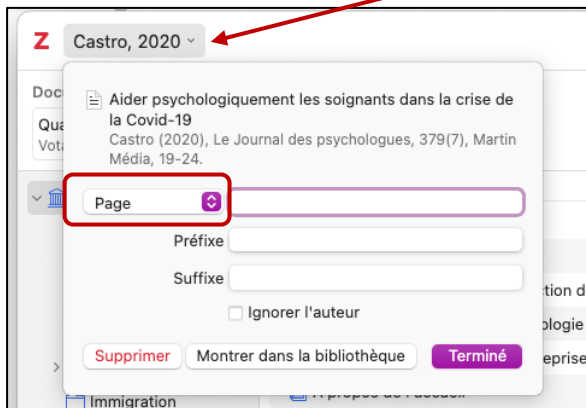 Z Castro, 2020
Doc
Qua
Vota
Aider psychologiquement les soignants dans la crise de
la Covid-19
Castro (2020), Le Journal des psychologues, 379(7), Martin
Média, 19-24.
Page
Préfixe
Suffixe
Ignorer l'auteur
ction d
ologie
eprise
Supprimer Montrer dans la bibliothèque Terminé
Immigration